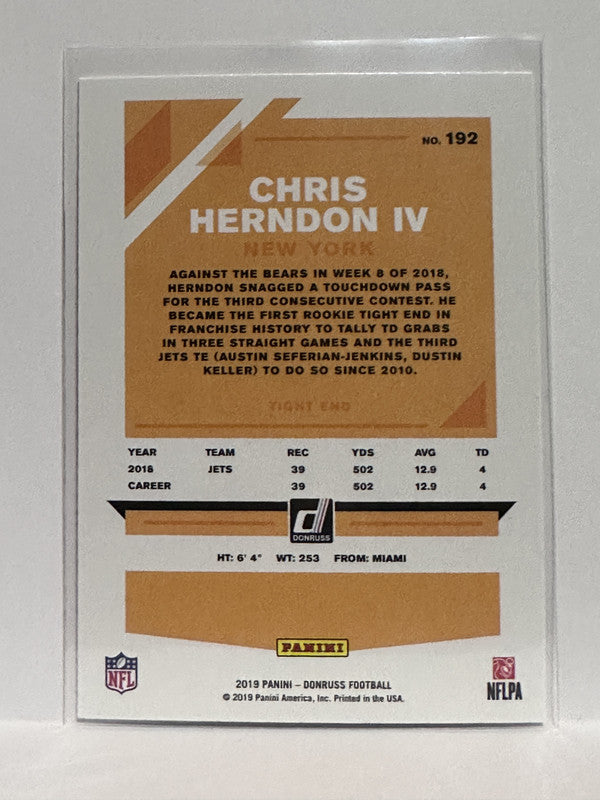 NO. 192
CHRIS
HERNDON IV
NEW YORK
AGAINST THE BEARS IN WEEK 8 OF 2018,
HERNDON SNAGGED A TOUCHDOWN PASS
FOR THE THIRD CONSECUTIVE CONTEST. HE
BECAME THE FIRST ROOKIE TIGHT END IN
FRANCHISE HISTORY TO TALLY TD GRABS
IN THREE STRAIGHT GAMES AND THE THIRD
JETS TE (AUSTIN SEFERIAN-JENKINS, DUSTIN
KELLER) TO DO SO SINCE 2010.
TIGHT END
YEAR TEAM REC YDS AVG TD
2018 JETS 39 502 12.9 4
CAREER 39 502 12.9 4
d
DONRUSS
HT: 6' 4" WT: 253 FROM: MIAMI
PANINI
NFL
2019 PANINI – DONRUSS FOOTBALL
© 2019 Panini America, Inc. Printed in the USA.
NFLPA